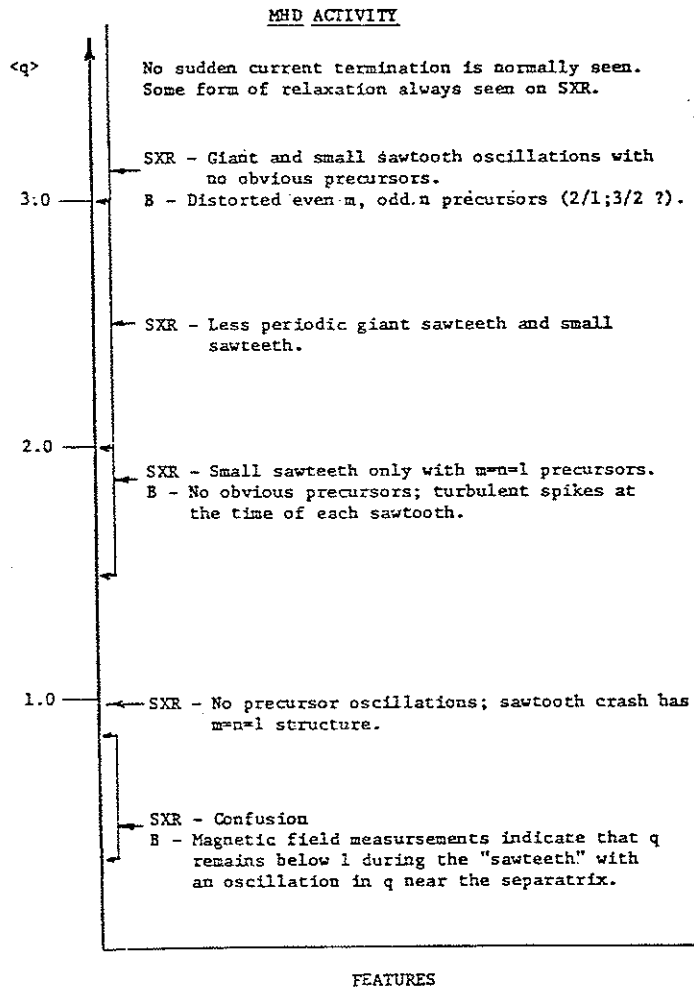 MHD ACTIVITY
<q>
No sudden current termination is normally seen.
Some form of relaxation always seen on SXR.
SXR - Giant and small sawtooth oscillations with
no obvious precursors.
3.0
B - Distorted even m, odd n precursors (2/1;3/2 ?).
SXR - Less periodic giant sawteeth and small
sawteeth.
2.0
SXR - Small sawteeth only with m=n=1 precursors.
B - No obvious precursors; turbulent spikes at
the time of each sawtooth.
1.0
SXR - No precursor oscillations; sawtooth crash has
m=n=1 structure.
SXR - Confusion
B - Magnetic field measursements indicate that q
remains below 1 during the "sawteeth" with
an oscillation in q near the separatrix.
FEATURES